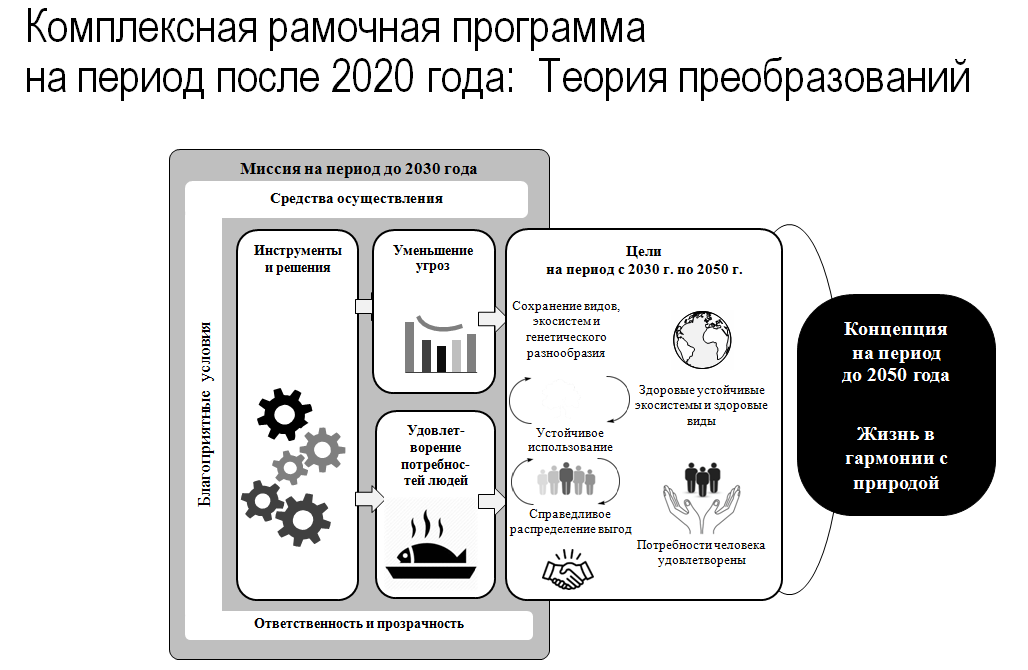 Комплексная рамочная программа
на период после 2020 года: Теория преобразований
Миссия на период до 2030 года
Средства осуществления
Благоприятные условия
Инструменты
и решения
Уменьшение
угроз
Удовлет-
ворение
потребнос-
тей людей
Цели
на период с 2030 г. по 2050 г.
Сохранение видов,
экосистем и
генетического
разнообразия
Здоровые устойчивые
экосистемы и здоровые
виды
Устойчивое
использование
Справедливое
распределение выгод
Потребности человека
удовлетворены
Концепция
на период
до 2050 года
Жизнь в
гармонии с
природой
Ответственность и прозрачность